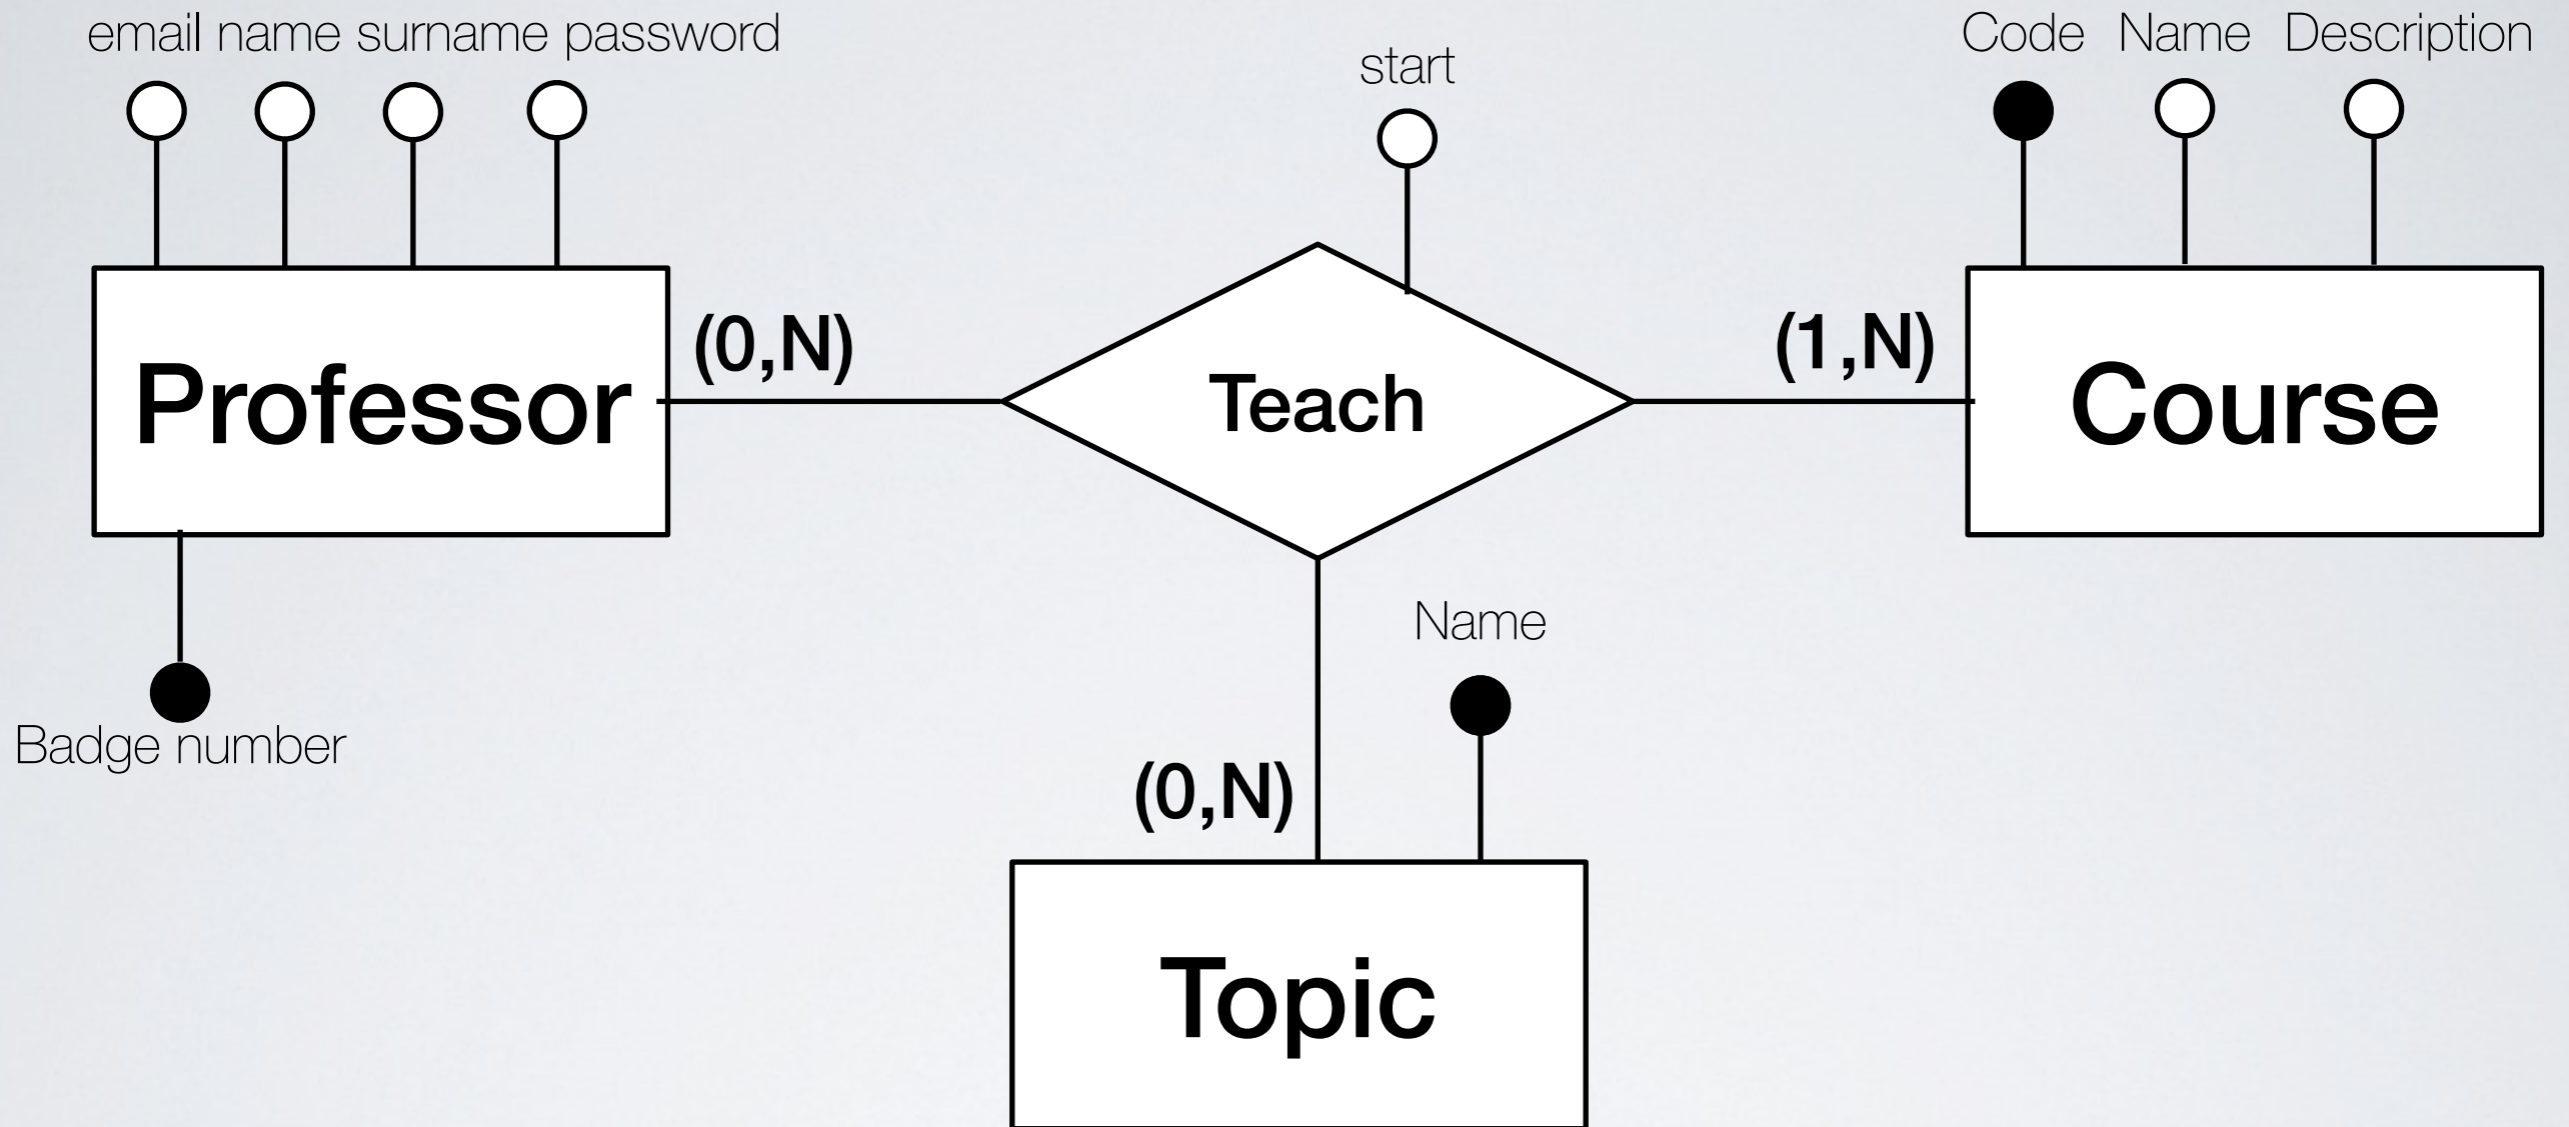 email name surname password
start
Code Name Description
(0,N)
(1,N)
Professor
Teach
Course
Name
Badge number
(0,N)
Topic